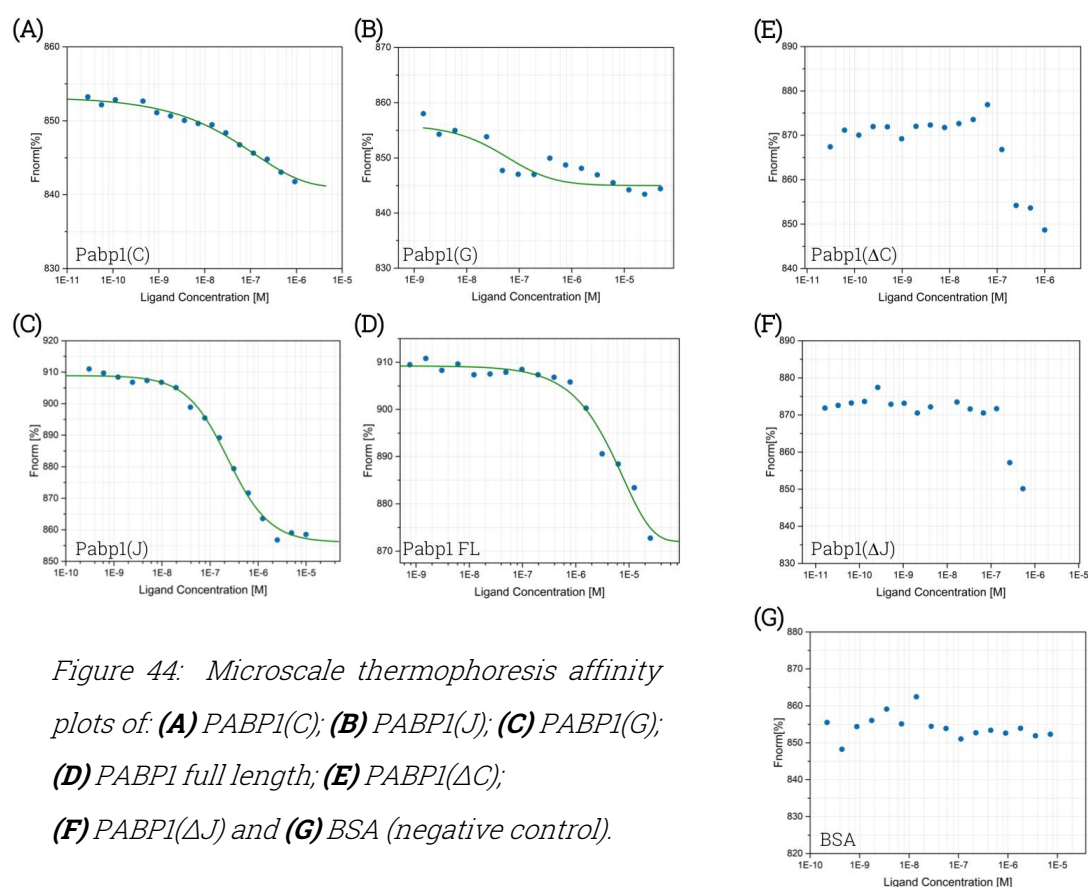 (A)
860
850
840
830
Fnorm[%]
Pabp1(C)
1E-11 1E-10 1E-9 1E-8 1E-7 1E-6 1E-5
Ligand Concentration [M]
(B)
870
860
850
840
830
Fnorm[%]
Pabp1(G)
1E-9 1E-8 1E-7 1E-6 1E-5
Ligand Concentration [M]
(E)
890
880
870
860
850
840
Fnorm[%]
Pabp1(ΔC)
1E-11 1E-10 1E-9 1E-8 1E-7 1E-6
Ligand Concentration [M]
(C)
920
910
900
890
880
870
860
850
Fnorm [%]
Pabp1(J)
1E-10 1E-9 1E-8 1E-7 1E-6 1E-5
Ligand Concentration [M]
(D)
910
900
890
880
870
Fnorm [%]
Pabp1 FL
1E-9 1E-8 1E-7 1E-6 1E-5
Ligand Concentration [M]
(F)
890
880
870
860
850
840
830
Fnorm[%]
Pabp1(ΔJ)
1E-11 1E-10 1E-9 1E-8 1E-7 1E-6 1E-5
Ligand Concentration [M]
(G)
880
870
860
850
840
830
820
Fnorm[%]
BSA
1E-10 1E-9 1E-8 1E-7 1E-6 1E-5
Ligand Concentration [M]
Figure 44: Microscale thermophoresis affinity
plots of: (A) PABP1(C); (B) PABP1(J); (C) PABP1(G);
(D) PABP1 full length; (E) PABP1(ΔC);
(F) PABP1(ΔJ) and (G) BSA (negative control).